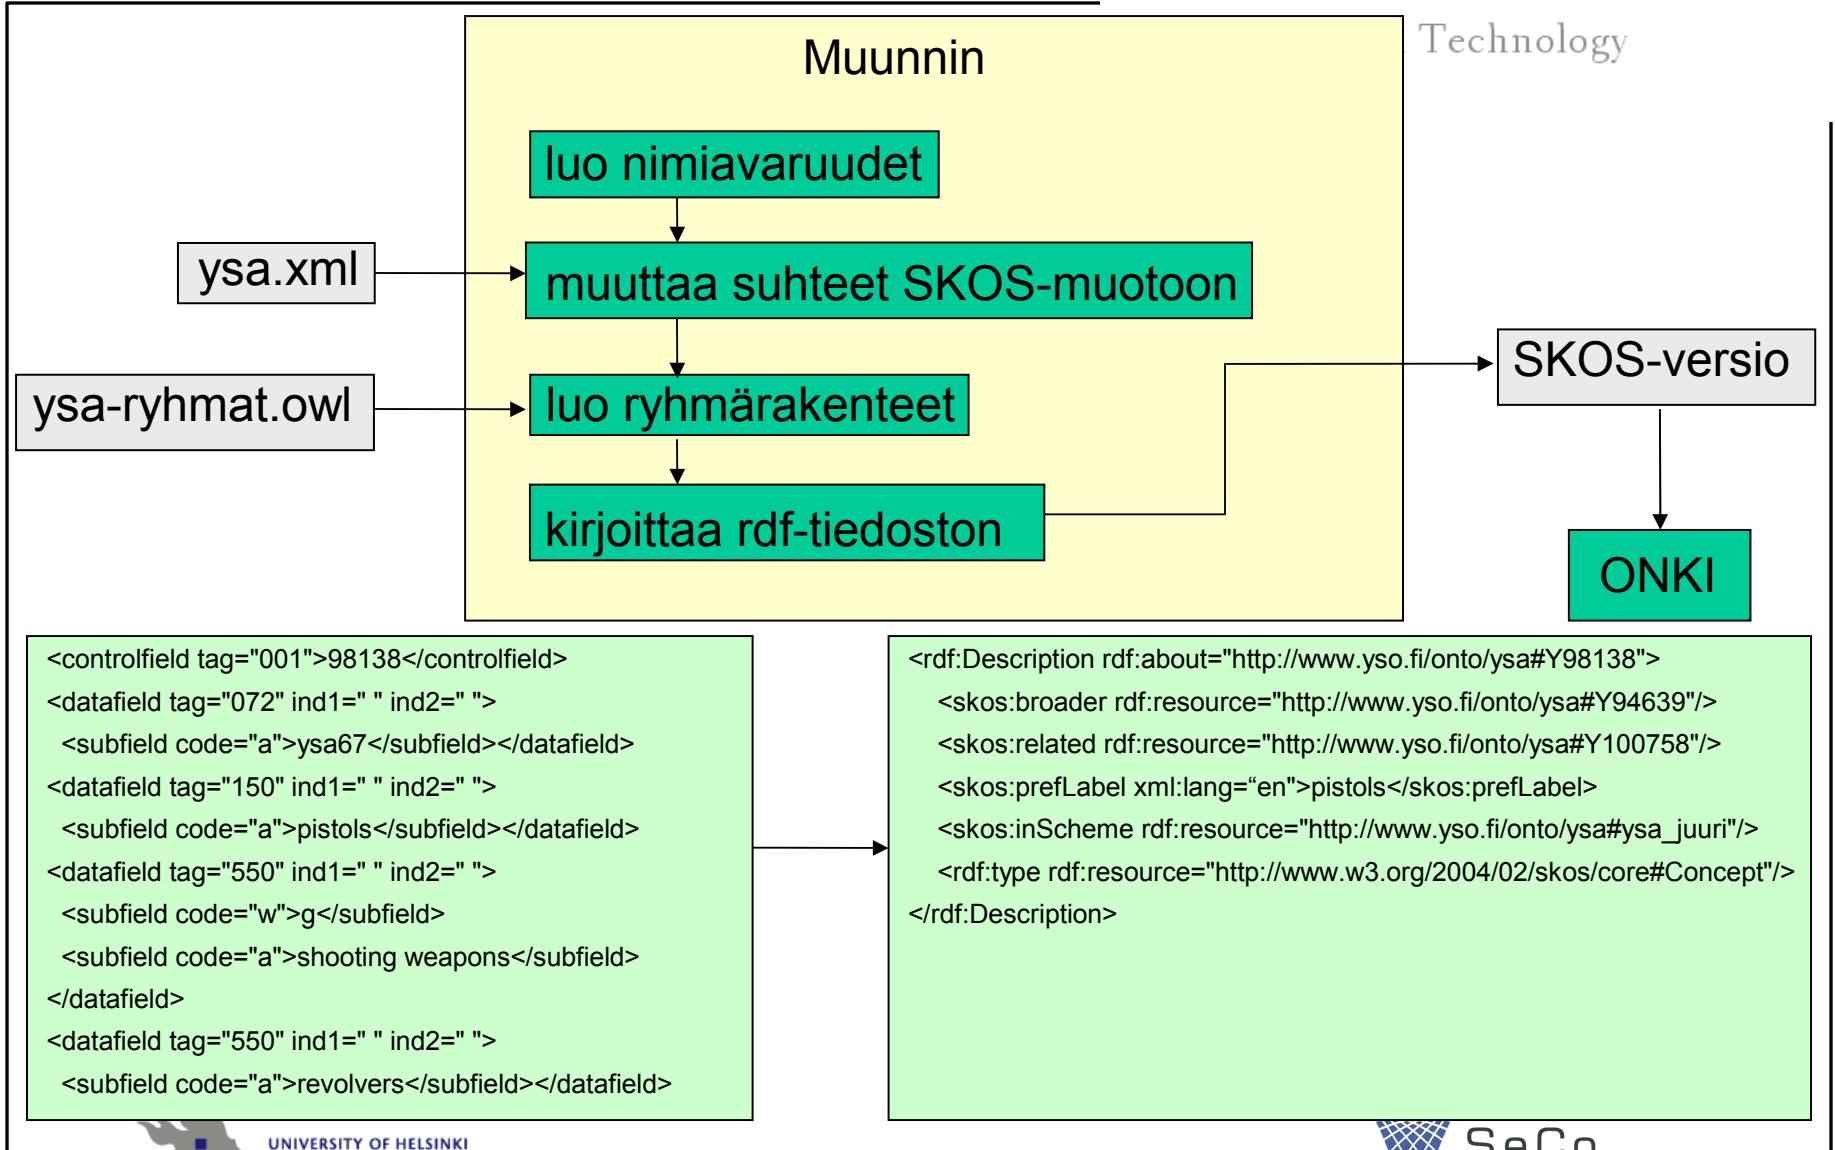 Technology
Muunnin
luo nimiavaruudet
ysa.xml
muuttaa suhteet SKOS-muotoon
SKOS-versio
ysa-ryhmat.owl
luo ryhmärakenteet
kirjoittaa rdf-tiedoston
ONKI
<controlfield tag="001">98138</controlfield>
<datafield tag="072" ind1=" " ind2=" ">
<subfield code="a">ysa67</subfield></datafield>
<datafield tag="150" ind1=" " ind2=" ">
<subfield code="a">pistols</subfield></datafield>
<datafield tag="550" ind1=" " ind2=" ">
<subfield code="w">g</subfield>
<subfield code="a">shooting weapons</subfield>
</datafield>
<datafield tag="550" ind1=" " ind2=" ">
<subfield code="a">revolvers</subfield></datafield>
<rdf:Description rdf:about="http://www.yso.fi/onto/ysa#Y98138">
<skos:broader rdf:resource="http://www.yso.fi/onto/ysa#Y94639"/>
<skos:related rdf:resource="http://www.yso.fi/onto/ysa#Y100758"/>
<skos:prefLabel xml:lang=“en">pistols</skos:prefLabel>
<skos:inScheme rdf:resource="http://www.yso.fi/onto/ysa#ysa_juuri"/>
<rdf:type rdf:resource="http://www.w3.org/2004/02/skos/core#Concept"/>
</rdf:Description>
UNIVERSITY OF HELSINKI
SeCo